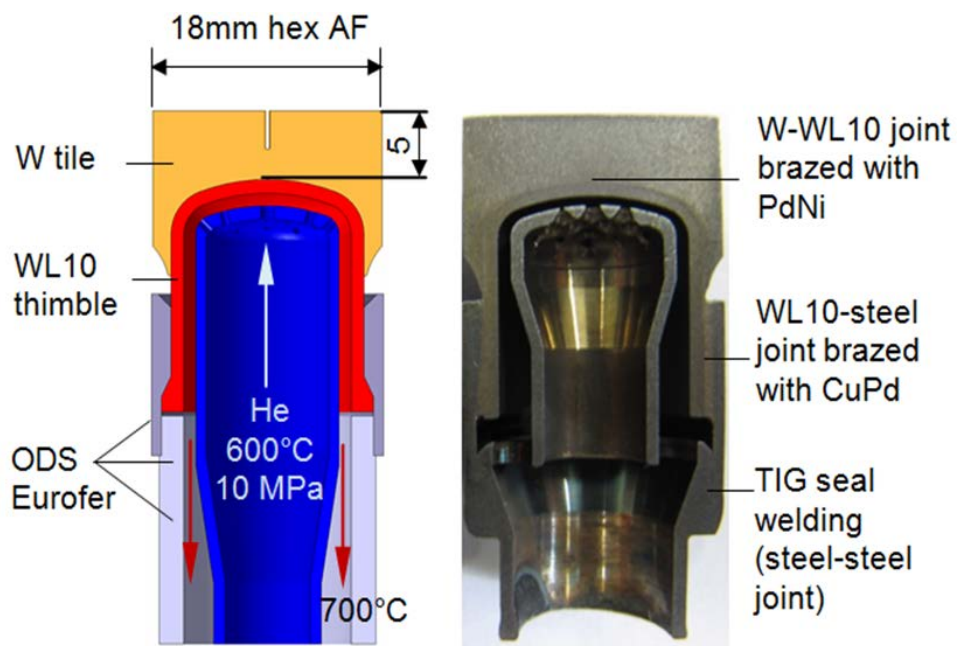 18mm hex AF
5
W tile
WL10
thimble
He
600°C
10 MPa
ODS
Eurofer
700°C
W-WL10 joint
brazed with
PdNi
WL10-steel
joint brazed
with CuPd
TIG seal
welding
(steel-steel
joint)